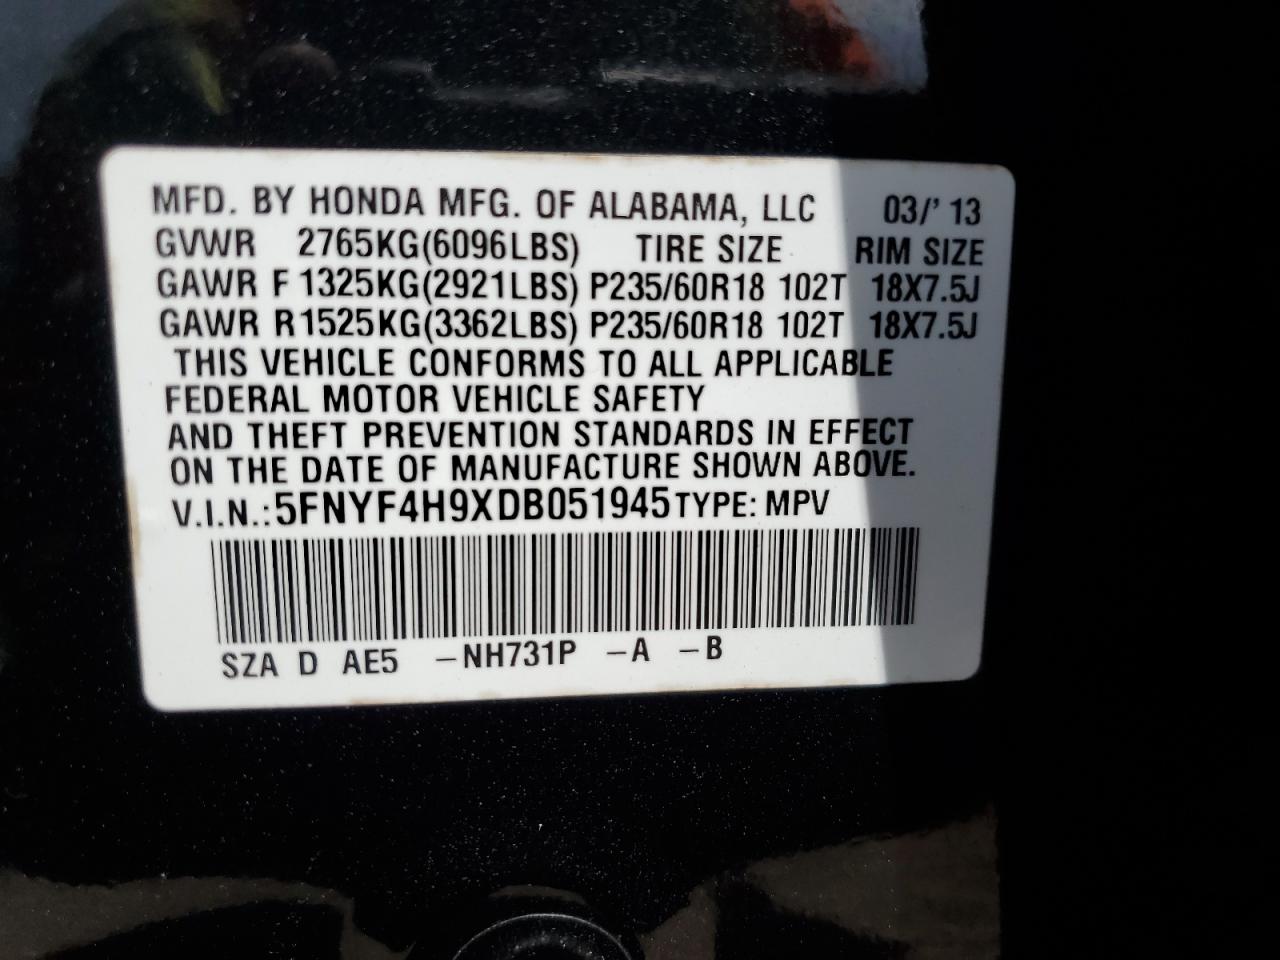 MFD. BY HONDA MFG. OF ALABAMA, LLC 03/' 13
GVWR 2765KG(6096LBS) TIRE SIZE RIM SIZE
GAWR F 1325KG(2921LBS) P235/60R18 102T 18X7.5J
GAWR R1525KG(3362LBS) P235/60R18 102T 18X7.5J
THIS VEHICLE CONFORMS TO ALL APPLICABLE
FEDERAL MOTOR VEHICLE SAFETY
AND THEFT PREVENTION STANDARDS IN EFFECT
ON THE DATE OF MANUFACTURE SHOWN ABOVE.
V.I.N.:5FNYF4H9XDB051945TYPE: MPV
SZA D AE5 –NH731P –A –B